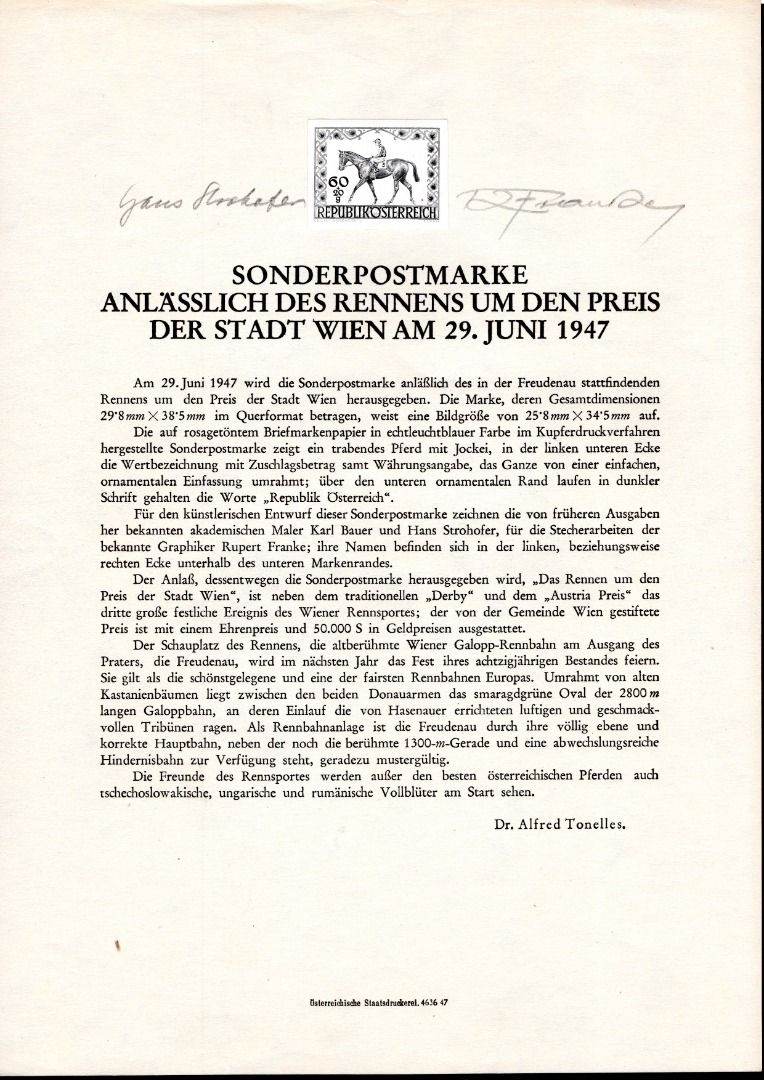 Hans Strohofer
R. Franke
60
20
g
REPUBLIK ÖSTERREICH
SONDERPOSTMARKE
ANLÄSSLICH DES RENNENS UM DEN PREIS
DER STADT WIEN AM 29. JUNI 1947
Am 29. Juni 1947 wird die Sonderpostmarke anläßlich des in der Freudenau stattfindenden
Rennens um den Preis der Stadt Wien herausgegeben. Die Marke, deren Gesamtdimensionen
29·8 mm × 38·5 mm im Querformat betragen, weist eine Bildgröße von 25·8 mm × 34·5 mm auf.
Die auf rosagetöntem Briefmarkenpapier in echtleuchtblauer Farbe im Kupferdruckverfahren
hergestellte Sonderpostmarke zeigt ein trabendes Pferd mit Jockei, in der linken unteren Ecke
die Wertbezeichnung mit Zuschlagsbetrag samt Währungsangabe, das Ganze von einer einfachen,
ornamentalen Einfassung umrahmt; über den unteren ornamentalen Rand laufen in dunkler
Schrift gehalten die Worte „Republik Österreich“.
Für den künstlerischen Entwurf dieser Sonderpostmarke zeichnen die von früheren Ausgaben
her bekannten akademischen Maler Karl Bauer und Hans Strohofer, für die Stecherarbeiten der
bekannte Graphiker Rupert Franke; ihre Namen befinden sich in der linken, beziehungsweise
rechten Ecke unterhalb des unteren Markenrandes.
Der Anlaß, dessentwegen die Sonderpostmarke herausgegeben wird, „Das Rennen um den
Preis der Stadt Wien“, ist neben dem traditionellen „Derby“ und dem „Austria Preis“ das
dritte große festliche Ereignis des Wiener Rennsportes; der von der Gemeinde Wien gestiftete
Preis ist mit einem Ehrenpreis und 50.000 S in Geldpreisen ausgestattet.
Der Schauplatz des Rennens, die altberühmte Wiener Galopp-Rennbahn am Ausgang des
Praters, die Freudenau, wird im nächsten Jahr das Fest ihres achtzigjährigen Bestandes feiern.
Sie gilt als die schönstgelegene und eine der fairsten Rennbahnen Europas. Umrahmt von alten
Kastanienbäumen liegt zwischen den beiden Donauarmen das smaragdgrüne Oval der 2800 m
langen Galoppbahn, an deren Einlauf die von Hasenauer errichteten luftigen und geschmack-
vollen Tribünen ragen. Als Rennbahnanlage ist die Freudenau durch ihre völlig ebene und
korrekte Hauptbahn, neben der noch die berühmte 1300-m-Gerade und eine abwechslungsreiche
Hindernisbahn zur Verfügung steht, geradezu mustergültig.
Die Freunde des Rennsportes werden außer den besten österreichischen Pferden auch
tschechoslowakische, ungarische und rumänische Vollblüter am Start sehen.
Dr. Alfred Tonelles.
Österreichische Staatsdruckerei. 4636 47